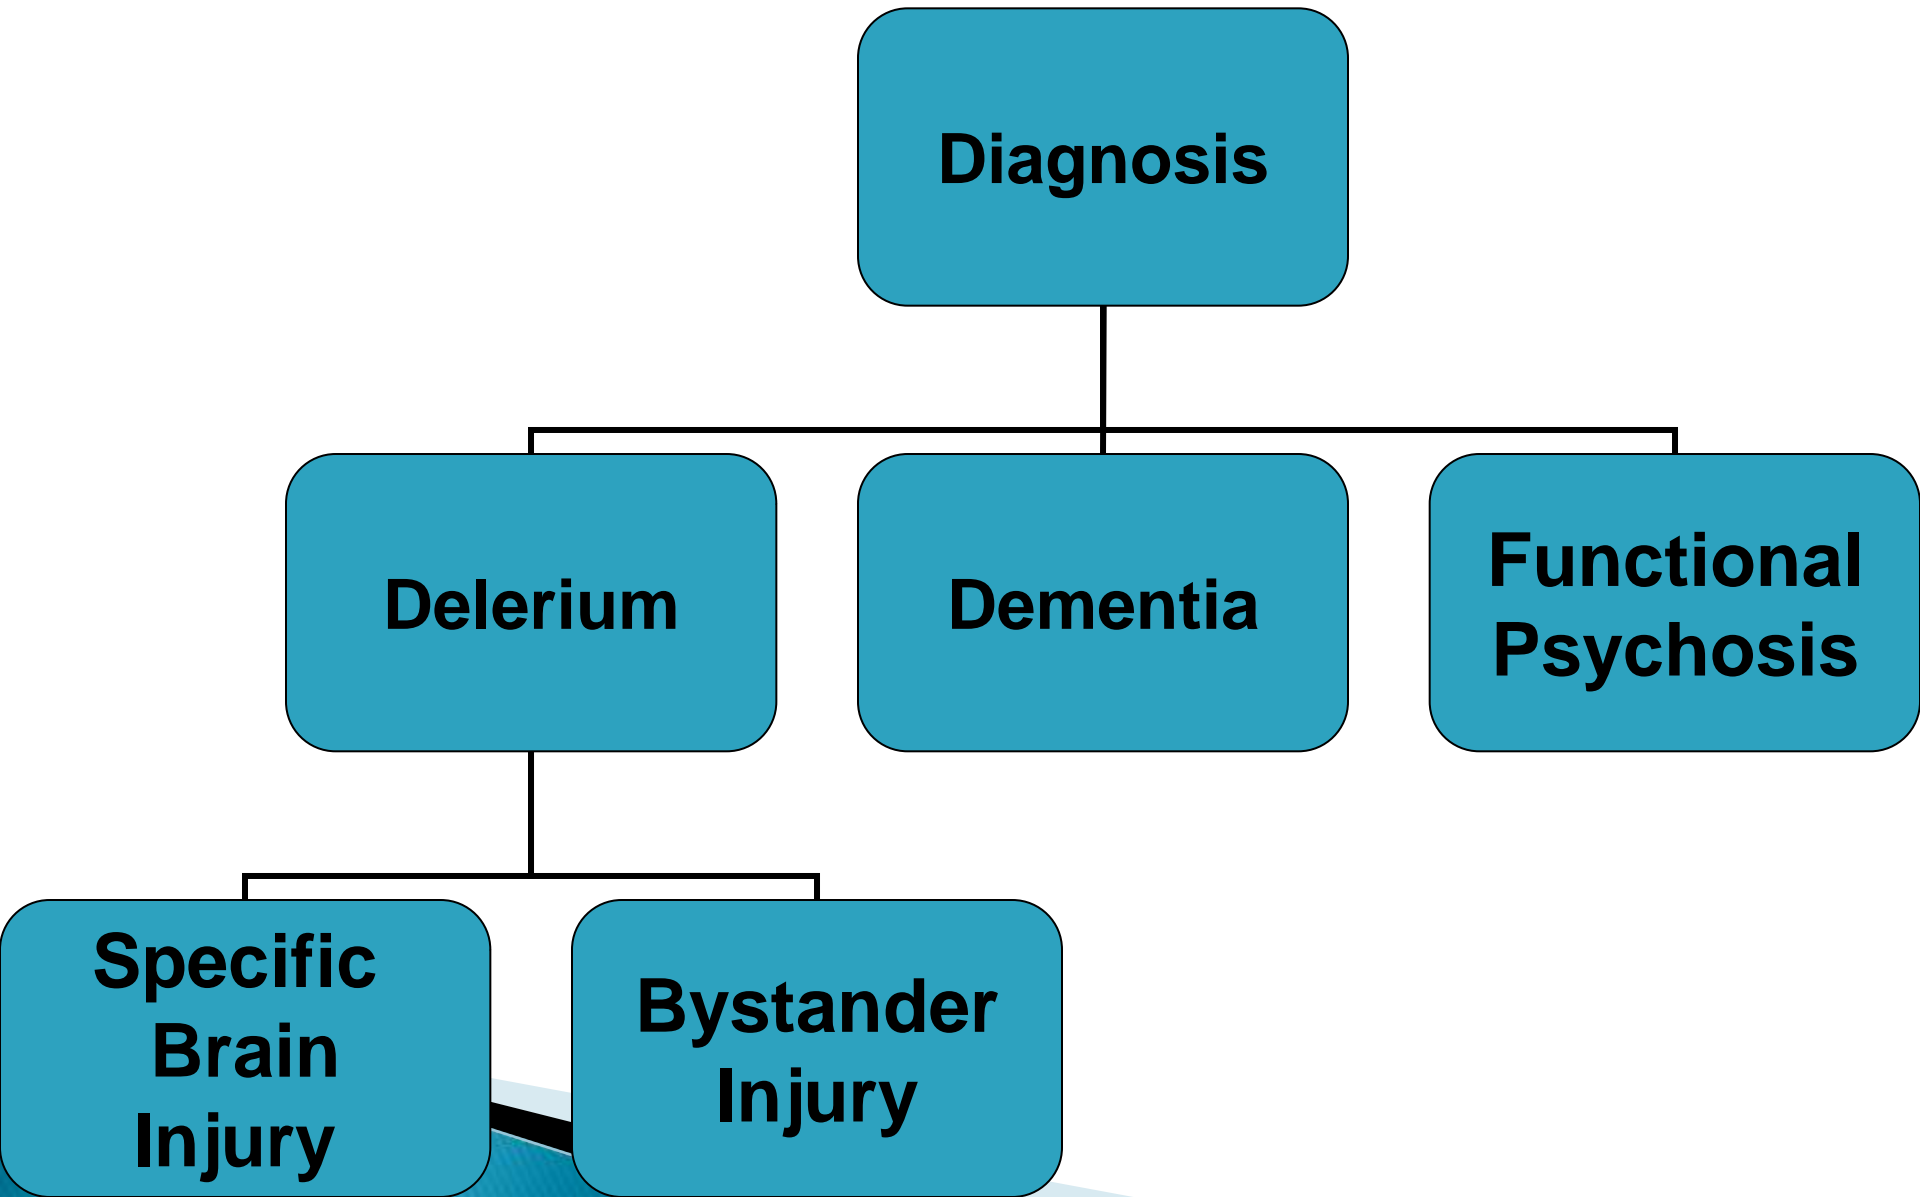 Diagnosis
Delerium
Dementia
Functional
Psychosis
Specific
Brain
Injury
Bystander
Injury